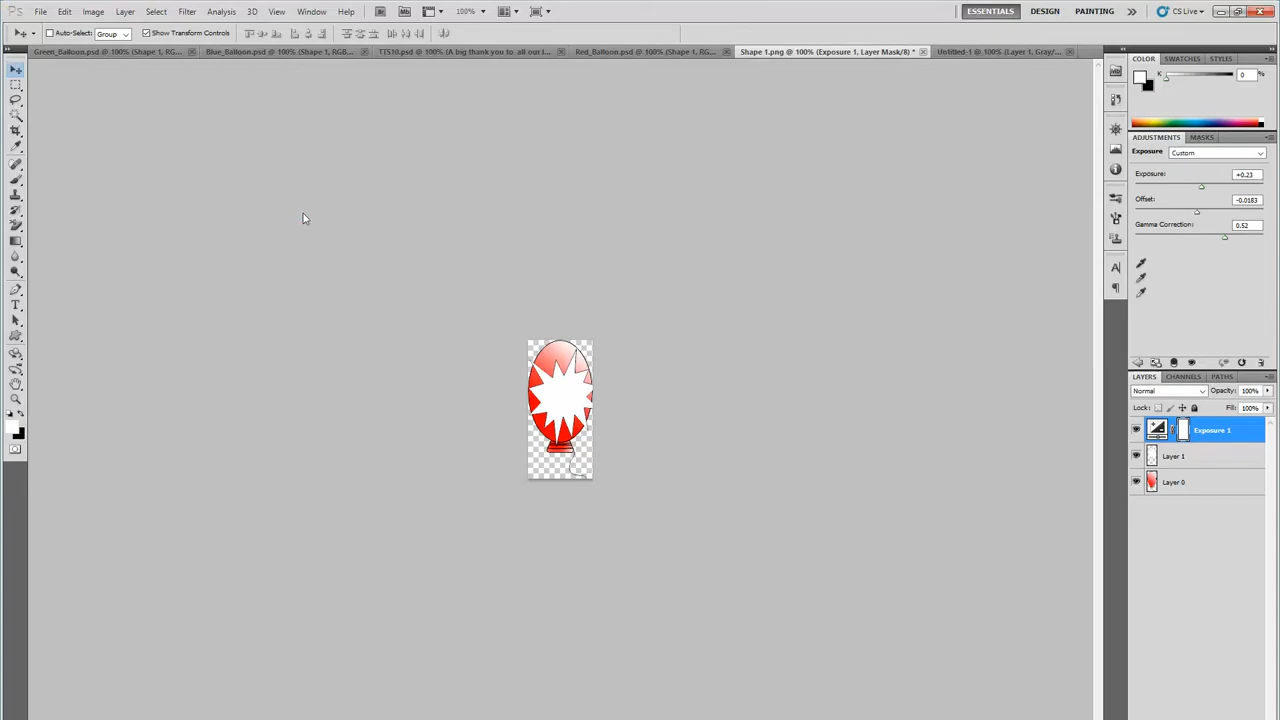 Ps File Edit Image Layer Select Filter Analysis 3D View Window Help Br Mb 100% ESSENTIALS DESIGN PAINTING CS Live
Auto-Select: Group Show Transform Controls
Green_Balloon.psd @ 100% (Shape 1, RG... Blue_Balloon.psd @ 100% (Shape 1, RGB... TTS10.psd @ 100% (A big thank you to all our l... Red_Balloon.psd @ 100% (Shape 1, RG... Shape 1.png @ 100% (Exposure 1, Layer Mask/8) * Untitled-1 @ 100% (Layer 1, Gray/...
COLOR SWATCHES STYLES
K 0 %
ADJUSTMENTS MASKS
Exposure Custom
Exposure: +0.23
Offset: -0.0183
Gamma Correction: 0.52
LAYERS CHANNELS PATHS
Normal Opacity: 100%
Lock: Fill: 100%
Exposure 1
Layer 1
Layer 0